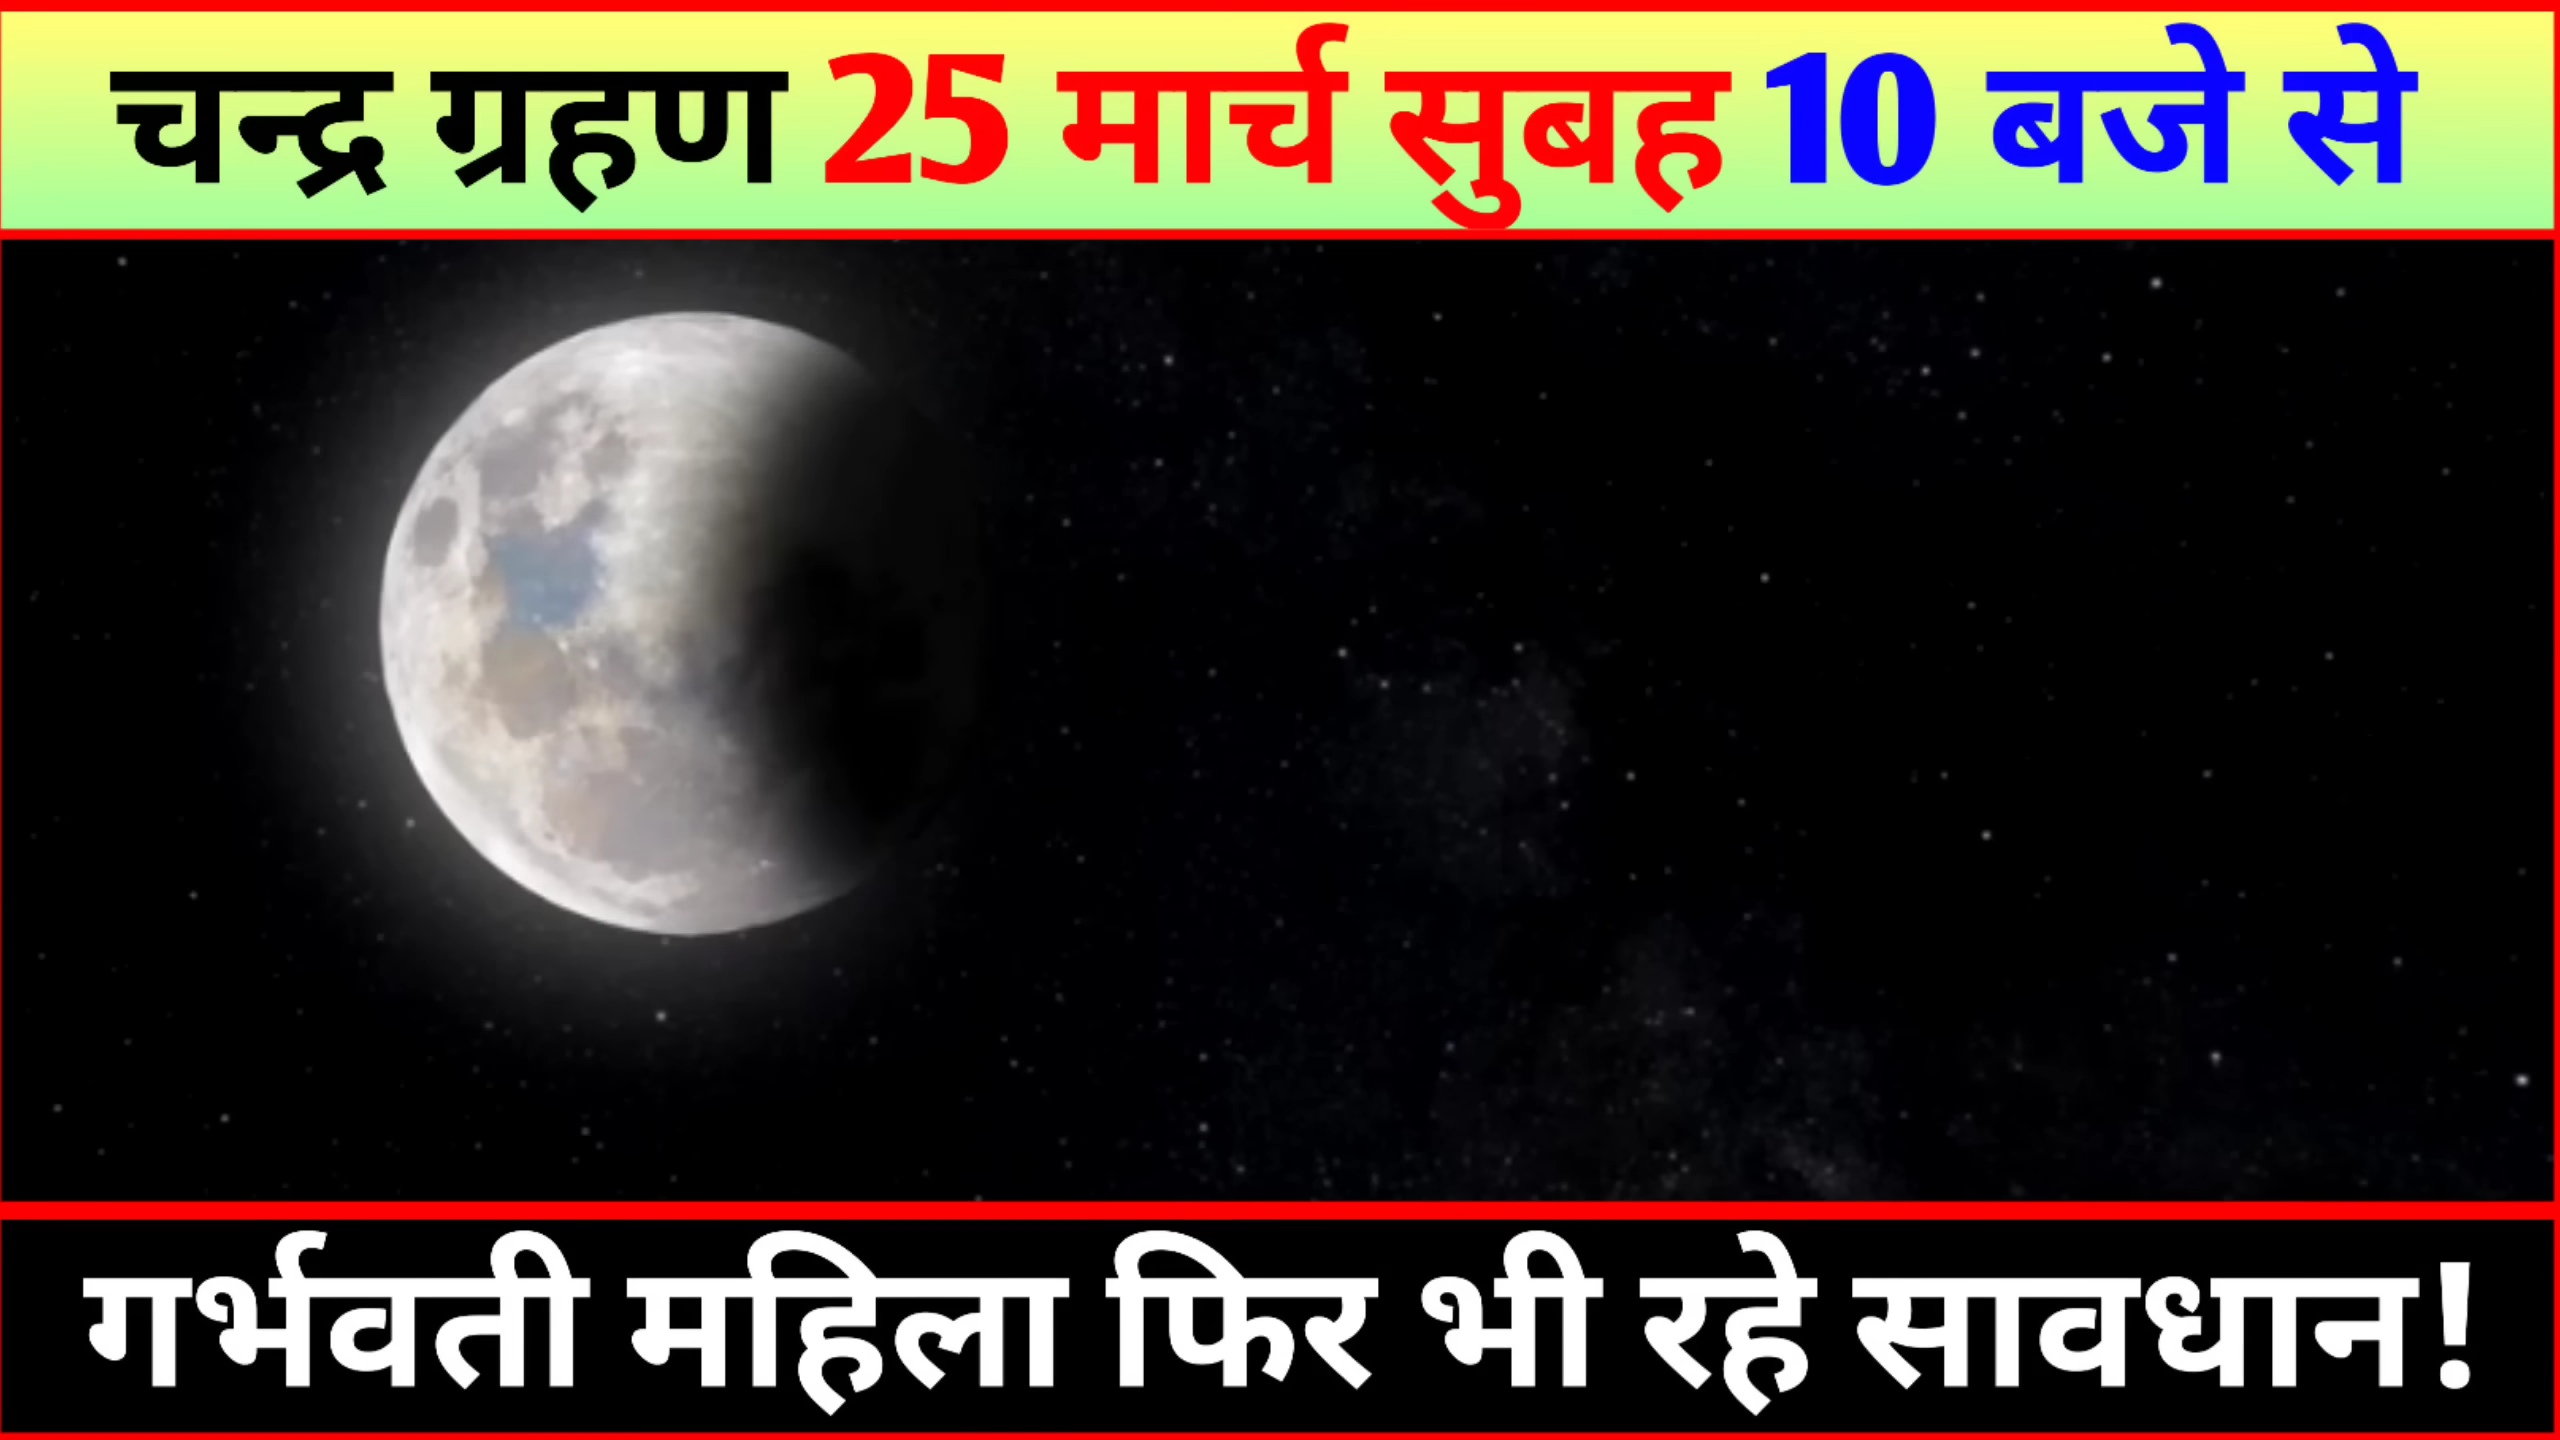 चन्द्र ग्रहण 25 मार्च सुबह 10 बजे से
गर्भवती महिला फिर भी रहे सावधान!